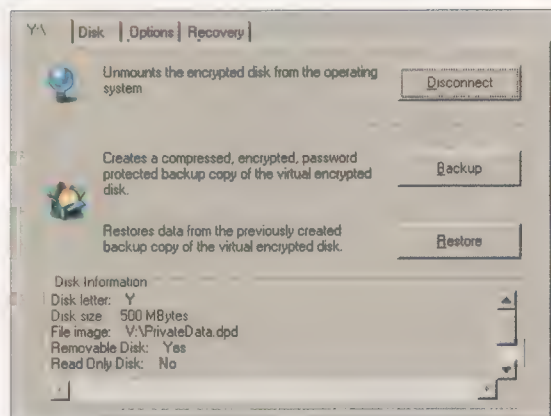 Y:\ Disk Options Recovery
Unmounts the encrypted disk from the operating
system
Disconnect
Creates a compressed, encrypted, password
protected backup copy of the virtual encrypted
disk.
Backup
Restores data from the previously created
backup copy of the virtual encrypted disk.
Restore
Disk Information
Disk letter: Y
Disk size 500 MBytes
File image: V:\PrivateData.dpd
Removable Disk: Yes
Read Only Disk: No